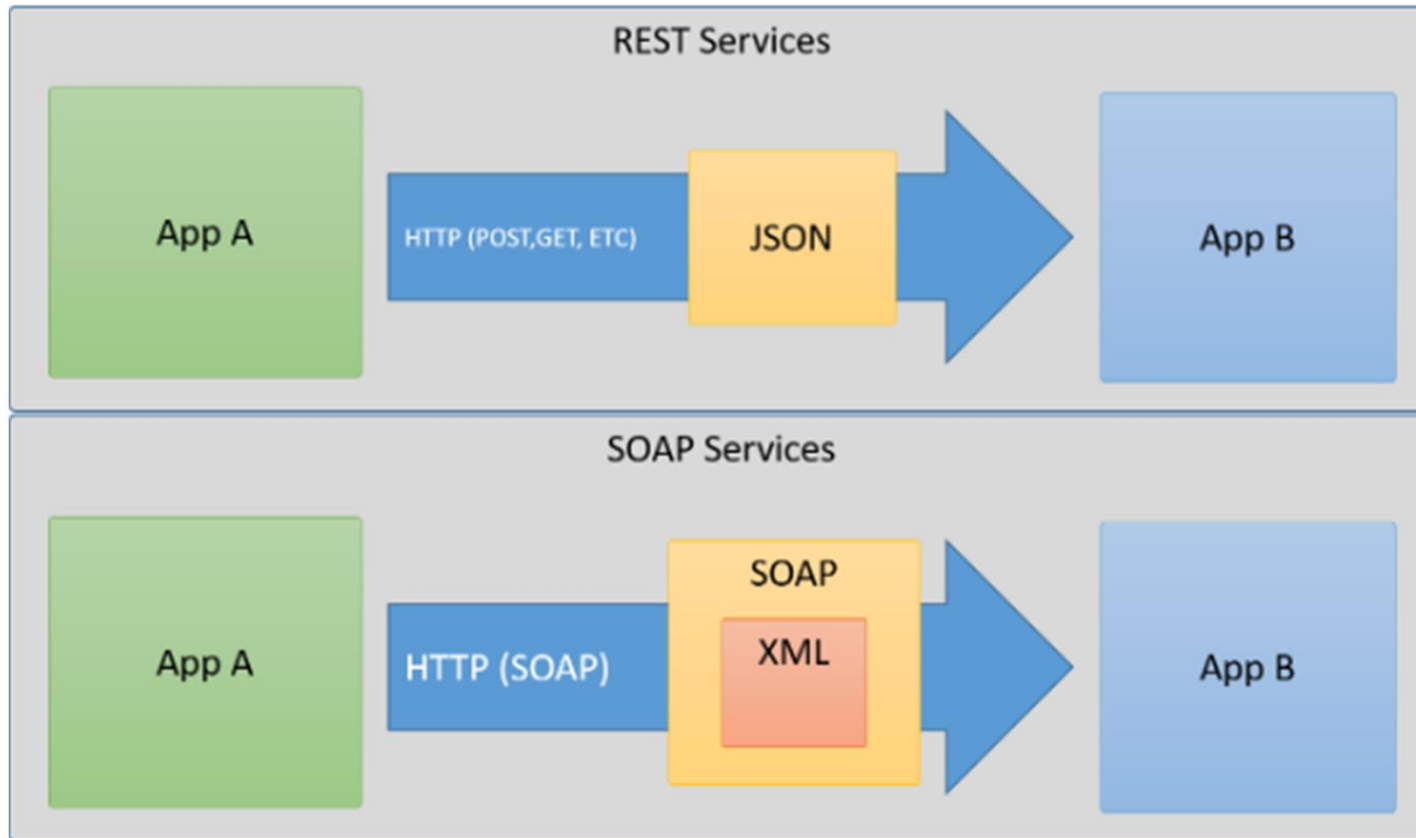 REST Services
App A
HTTP (POST,GET, ETC)
JSON
App B
SOAP Services
App A
HTTP (SOAP)
SOAP
XML
App B